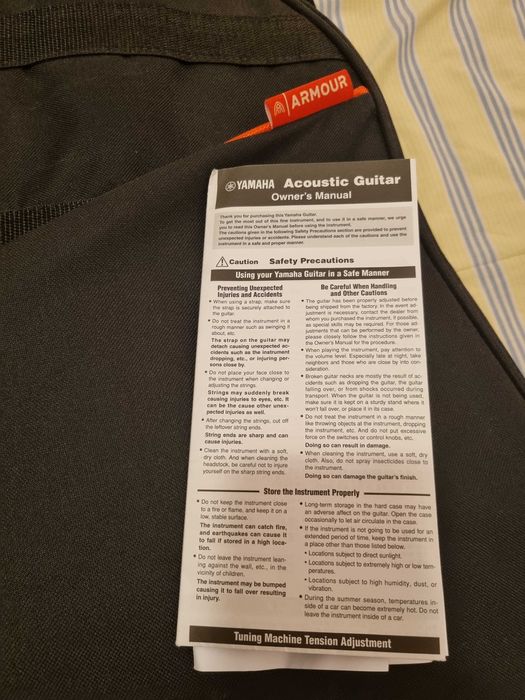 ARMOUR
YAMAHA Acoustic Guitar
Owner's Manual
Thank you for purchasing this Yamaha Guitar.
To get the most out of this fine instrument, and to use it in a safe manner, we urge
you to read this Owner's Manual before using the instrument.
The cautions given in the following Safety Precautions section are provided to prevent
unexpected injuries or accidents. Please understand each of the cautions and use the
instrument in a safe and proper manner.
Caution Safety Precautions
Using your Yamaha Guitar in a Safe Manner
Preventing Unexpected
Injuries and Accidents
• When using a strap, make sure
the strap is securely attached to
the guitar.
• Do not treat the instrument in a
rough manner such as swinging it
about, etc.
The strap on the guitar may
detach causing unexpected ac-
cidents such as the instrument
dropping, etc., or injuring per-
sons close by.
• Do not place your face close to
the instrument when changing or
adjusting the strings.
Strings may suddenly break
causing injuries to eyes, etc. It
can be the cause other unex-
pected injuries as well.
• After changing the strings, cut off
the leftover string ends.
String ends are sharp and can
cause injuries.
• Clean the instrument with a soft,
dry cloth. And when cleaning the
headstock, be careful not to injure
yourself on the sharp string ends.
Be Careful When Handling
and Other Cautions
• The guitar has been properly adjusted before
being shipped from the factory. In the event ad-
justment is necessary, contact the dealer from
whom you purchased the instrument, if possible,
as special skills may be required. For those ad-
justments that can be performed by the owner,
please closely follow the instructions given in
the Owner's Manual for the procedure.
• When playing the instrument, pay attention to
the volume level. Especially late at night, take
neighbors and those who are close by into con-
sideration.
• Broken guitar necks are mostly the result of ac-
cidents such as dropping the guitar, the guitar
falling over, or from shocks occurred during
transport. When the guitar is not being used,
make sure it is kept on a sturdy stand where it
won't fall over, or place it in its case.
• Do not treat the instrument in a rough manner
like throwing objects at the instrument, dropping
the instrument, etc. And do not put excessive
force on the switches or control knobs, etc.
Doing so can result in damage.
• When cleaning the instrument, use a soft, dry
cloth. Also, do not spray insecticides close to
the instrument.
Doing so can damage the guitar's finish.
Store the Instrument Properly
• Do not keep the instrument close
to a fire or flame, and keep it on a
low, stable surface.
The instrument can catch fire,
and earthquakes can cause it
to fall if stored in a high loca-
tion.
• Do not leave the instrument lean-
ing against the wall, etc., in the
vicinity of children.
The instrument may be bumped
causing it to fall over resulting
in injury.
• Long-term storage in the hard case may have
an adverse affect on the guitar. Open the case
occasionally to let air circulate in the case.
• If the instrument is not going to be used for an
extended period of time, keep the instrument in
a place other than those listed below.
• Locations subject to direct sunlight.
• Locations subject to extremely high or low tem-
peratures.
• Locations subject to high humidity, dust, or
vibration.
• During the summer season, temperatures in-
side of a car can become extremely hot. Do not
leave the instrument inside of a car.
Tuning Machine Tension Adjustment